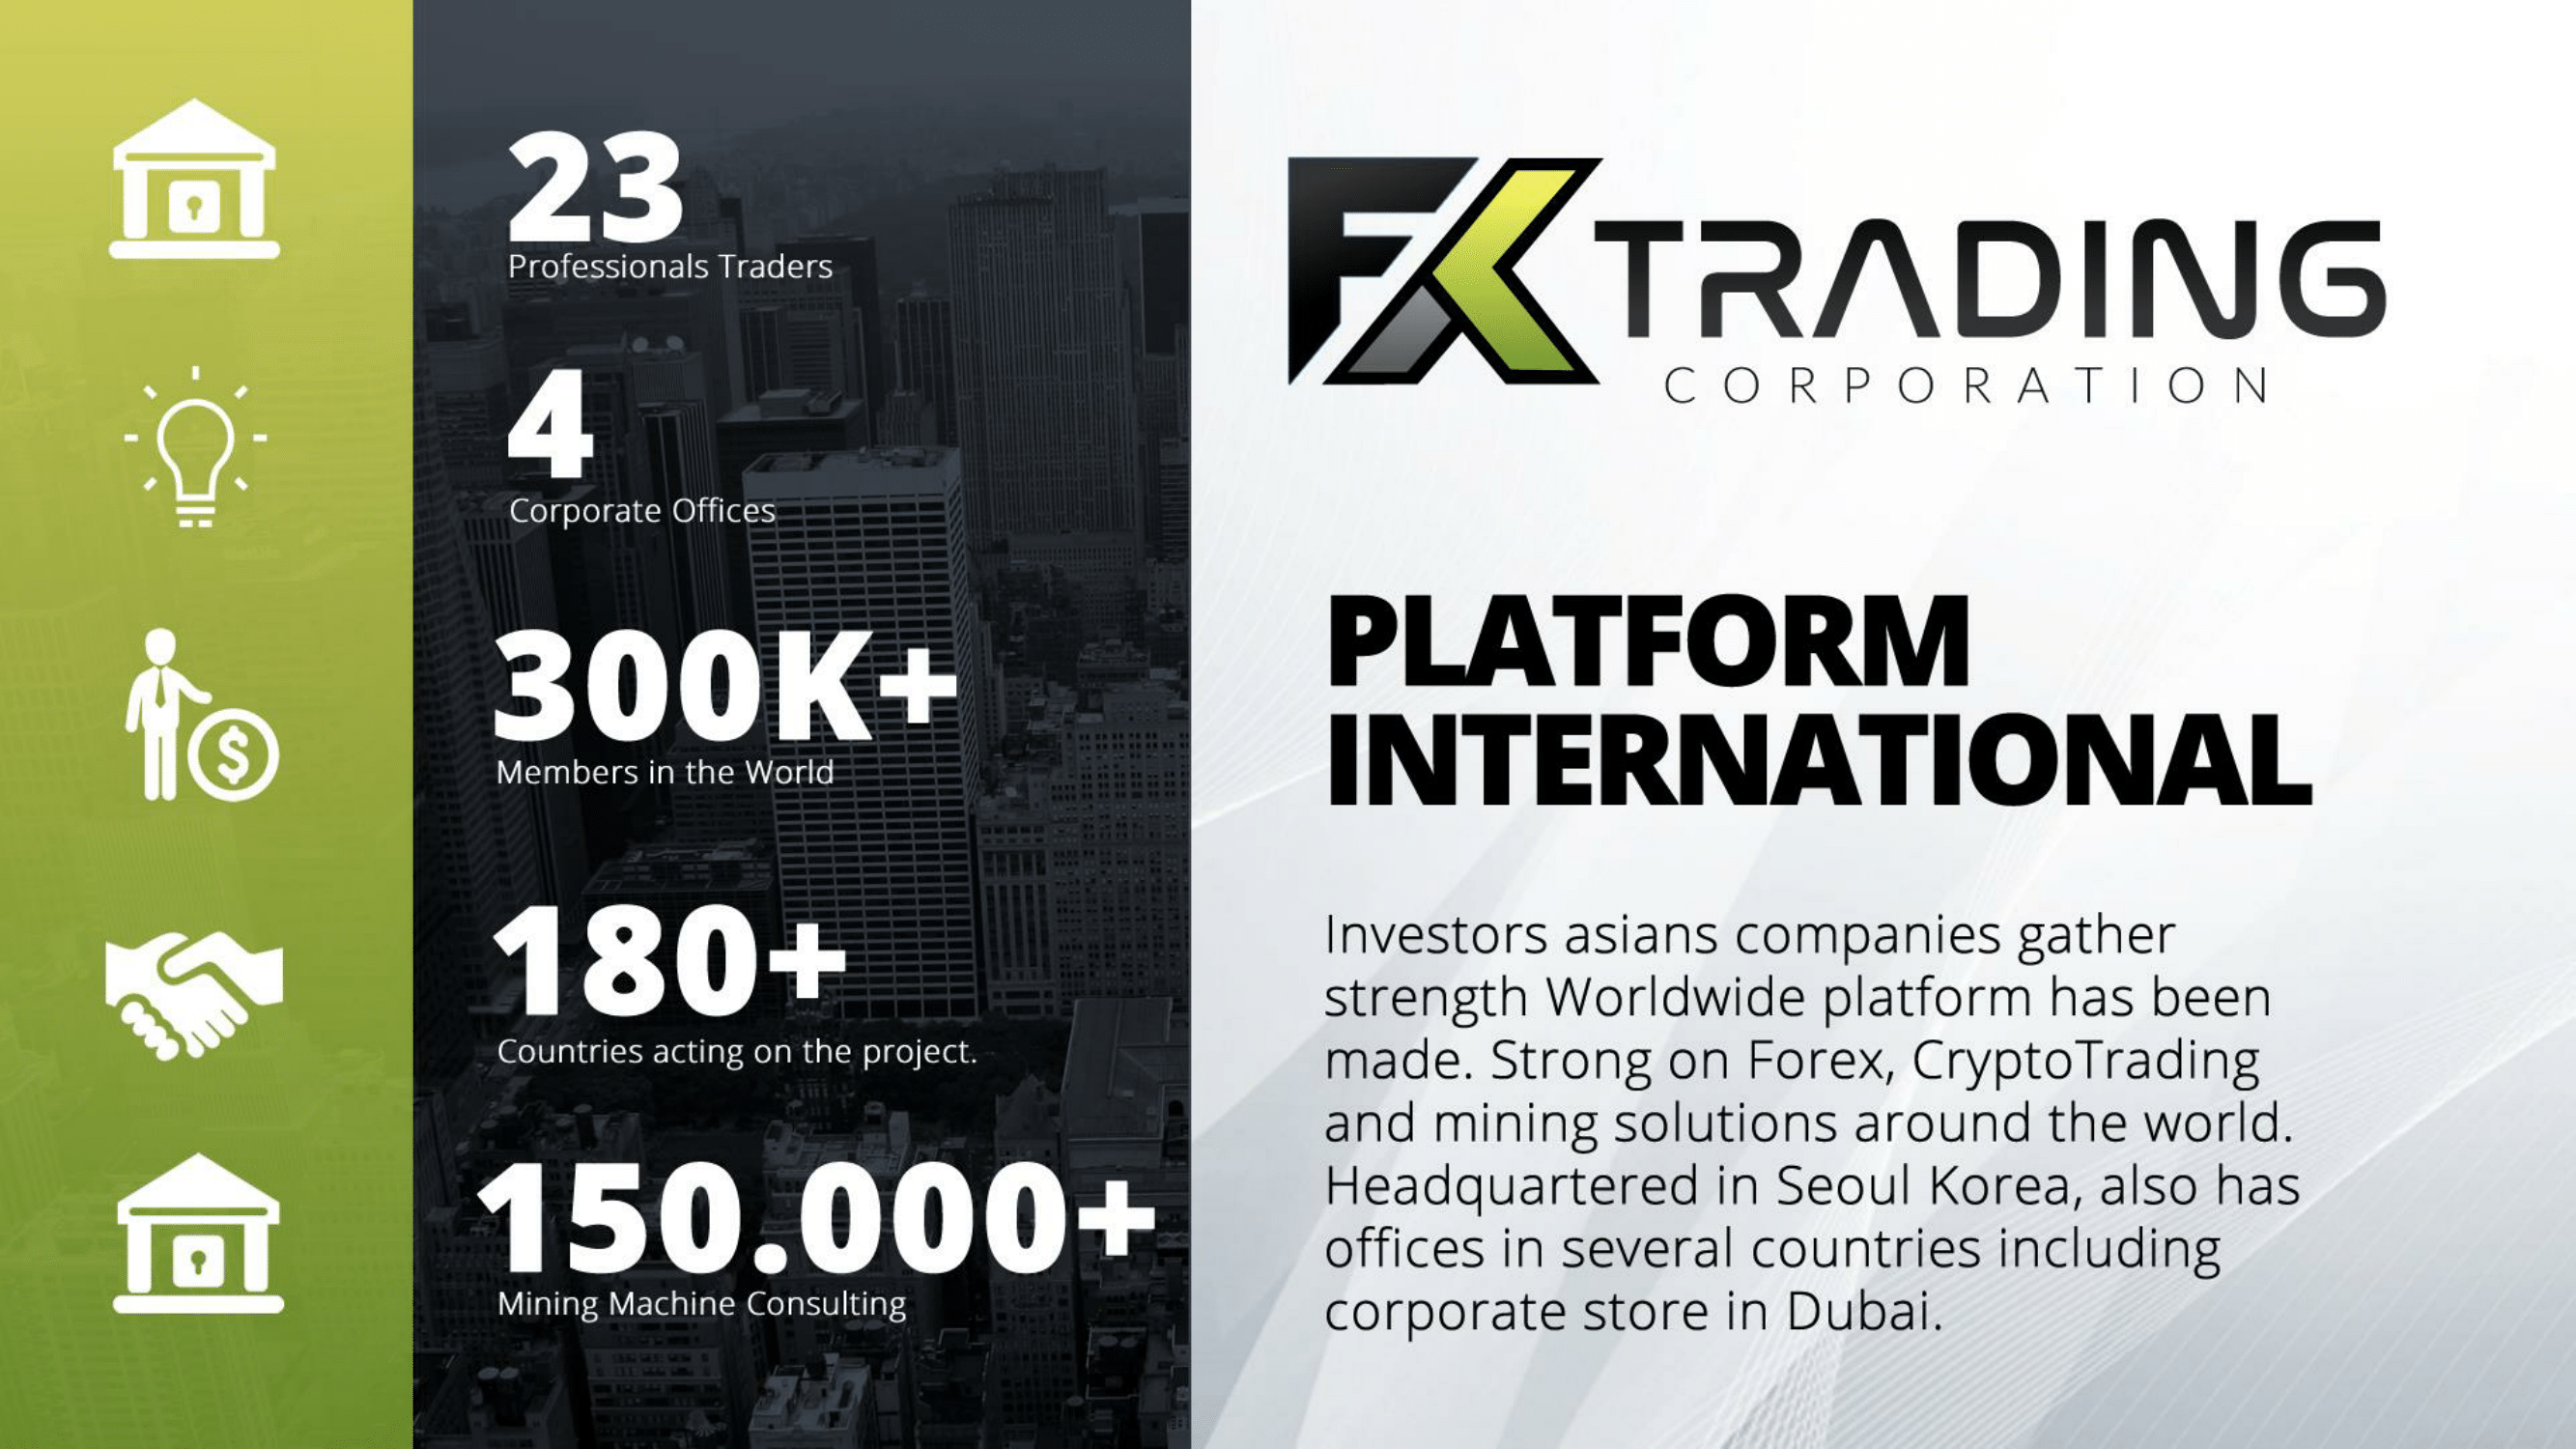 23
Professionals Traders
4
Corporate Offices
300K+
Members in the World
180+
Countries acting on the project.
150.000+
Mining Machine Consulting
FX TRADING
CORPORATION
PLATFORM
INTERNATIONAL
Investors asians companies gather
strength Worldwide platform has been
made. Strong on Forex, CryptoTrading
and mining solutions around the world.
Headquartered in Seoul Korea, also has
offices in several countries including
corporate store in Dubai.